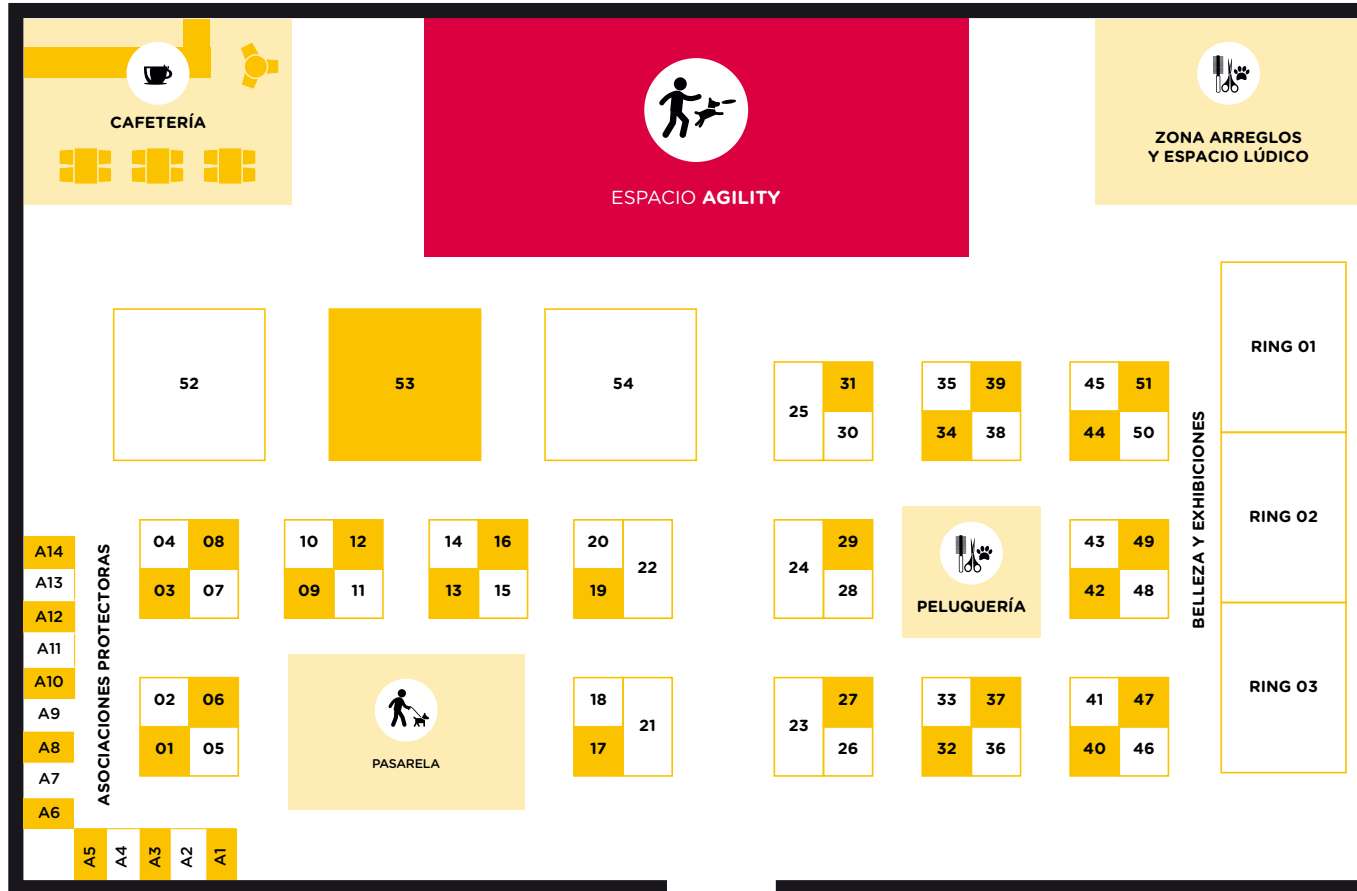 CAFETERÍA
ESPACIO AGILITY
ZONA ARREGLOS
Y ESPACIO LÚDICO
52
53
54
25
31
30
35
39
34
38
45
51
44
50
BELLEZA Y EXHIBICIONES
RING 01
RING 02
RING 03
A14
A13
A12
A11
A10
A9
A8
A7
A6
A5
A4
A3
A2
A1
ASOCIACIONES PROTECTORAS
04
08
03
07
10
12
09
11
14
16
13
15
20
19
22
24
29
28
PELUQUERÍA
43
49
42
48
02
06
01
05
PASARELA
18
17
21
23
27
26
33
37
32
36
41
47
40
46